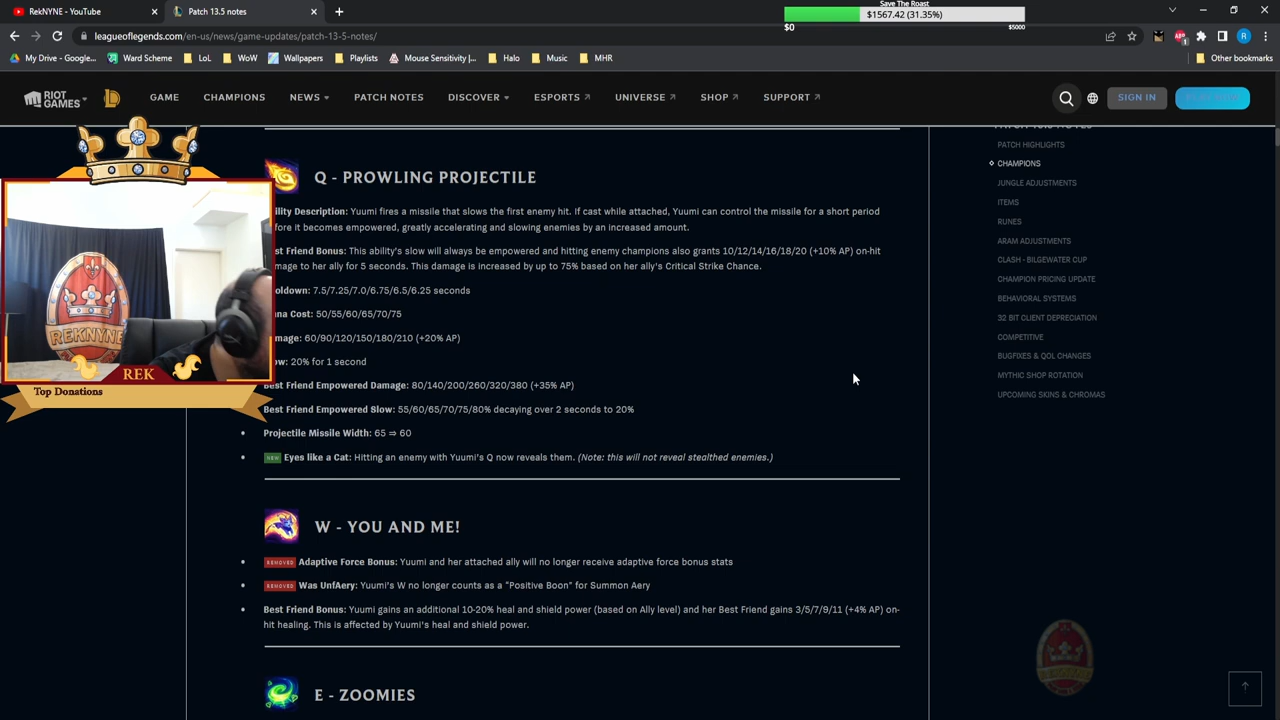 RekNYNE - YouTube
Patch 13.5 notes
Save The Roast
$1567.42 (31.35%)
$0
$5000
leagueoflegends.com/en-us/news/game-updates/patch-13-5-notes/
My Drive - Google...
Ward Scheme
LoL
WoW
Wallpapers
Playlists
Mouse Sensitivity |...
Halo
Music
MHR
Other bookmarks
RIOT GAMES
GAME
CHAMPIONS
NEWS
PATCH NOTES
DISCOVER
ESPORTS
UNIVERSE
SHOP
SUPPORT
SIGN IN
Q - PROWLING PROJECTILE
ility Description: Yuumi fires a missile that slows the first enemy hit. If cast while attached, Yuumi can control the missile for a short period
fore it becomes empowered, greatly accelerating and slowing enemies by an increased amount.
st Friend Bonus: This ability's slow will always be empowered and hitting enemy champions also grants 10/12/14/16/18/20 (+10% AP) on-hit
mage to her ally for 5 seconds. This damage is increased by up to 75% based on her ally's Critical Strike Chance.
oldown: 7.5/7.25/7.0/6.75/6.5/6.25 seconds
ana Cost: 50/55/60/65/70/75
mage: 60/90/120/150/180/210 (+20% AP)
ow: 20% for 1 second
Best Friend Empowered Damage: 80/140/200/260/320/380 (+35% AP)
Best Friend Empowered Slow: 55/60/65/70/75/80% decaying over 2 seconds to 20%
Projectile Missile Width: 65 ⇒ 60
NEW Eyes like a Cat: Hitting an enemy with Yuumi's Q now reveals them. (Note: this will not reveal stealthed enemies.)
W - YOU AND ME!
REMOVED Adaptive Force Bonus: Yuumi and her attached ally will no longer receive adaptive force bonus stats
REMOVED Was UnfAery: Yuumi's W no longer counts as a "Positive Boon" for Summon Aery
Best Friend Bonus: Yuumi gains an additional 10-20% heal and shield power (based on Ally level) and her Best Friend gains 3/5/7/9/11 (+4% AP) on-
hit healing. This is affected by Yuumi's heal and shield power.
E - ZOOMIES
PATCH HIGHLIGHTS
CHAMPIONS
JUNGLE ADJUSTMENTS
ITEMS
RUNES
ARAM ADJUSTMENTS
CLASH - BILGEWATER CUP
CHAMPION PRICING UPDATE
BEHAVIORAL SYSTEMS
32 BIT CLIENT DEPRECIATION
COMPETITIVE
BUGFIXES & QOL CHANGES
MYTHIC SHOP ROTATION
UPCOMING SKINS & CHROMAS
REKNYNE
REK
Top Donations